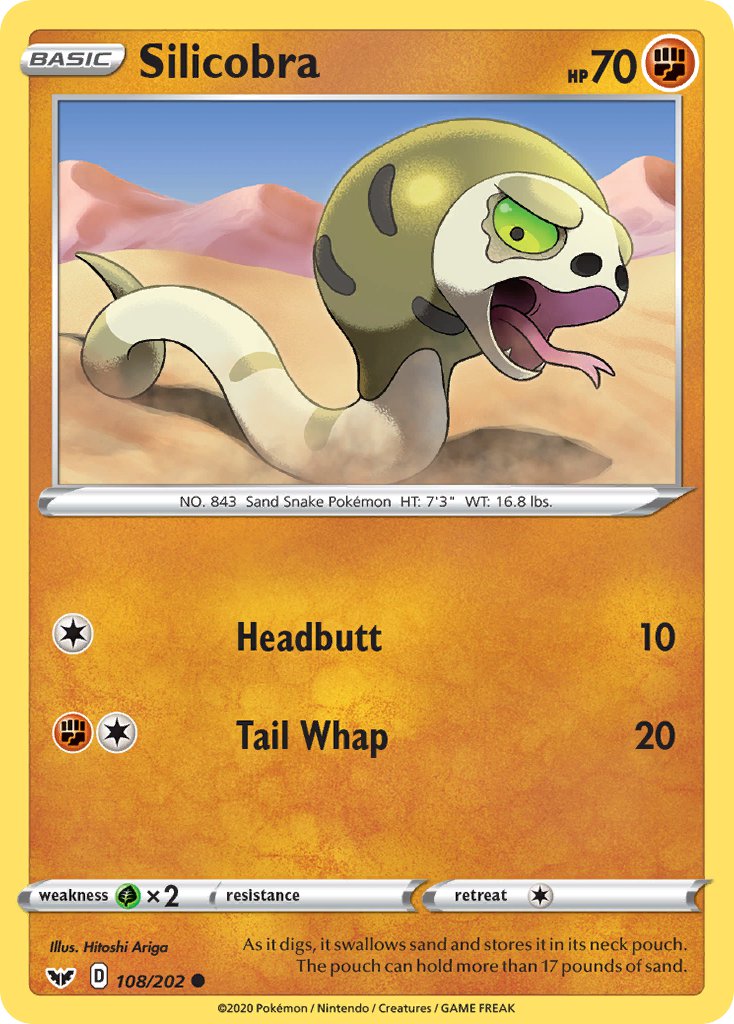 BASIC Silicobra HP 70
NO. 843 Sand Snake Pokémon HT: 7'3" WT: 16.8 lbs.
Headbutt 10
Tail Whap 20
weakness ×2 resistance retreat
Illus. Hitoshi Ariga
As it digs, it swallows sand and stores it in its neck pouch.
The pouch can hold more than 17 pounds of sand.
D 108/202
©2020 Pokémon / Nintendo / Creatures / GAME FREAK